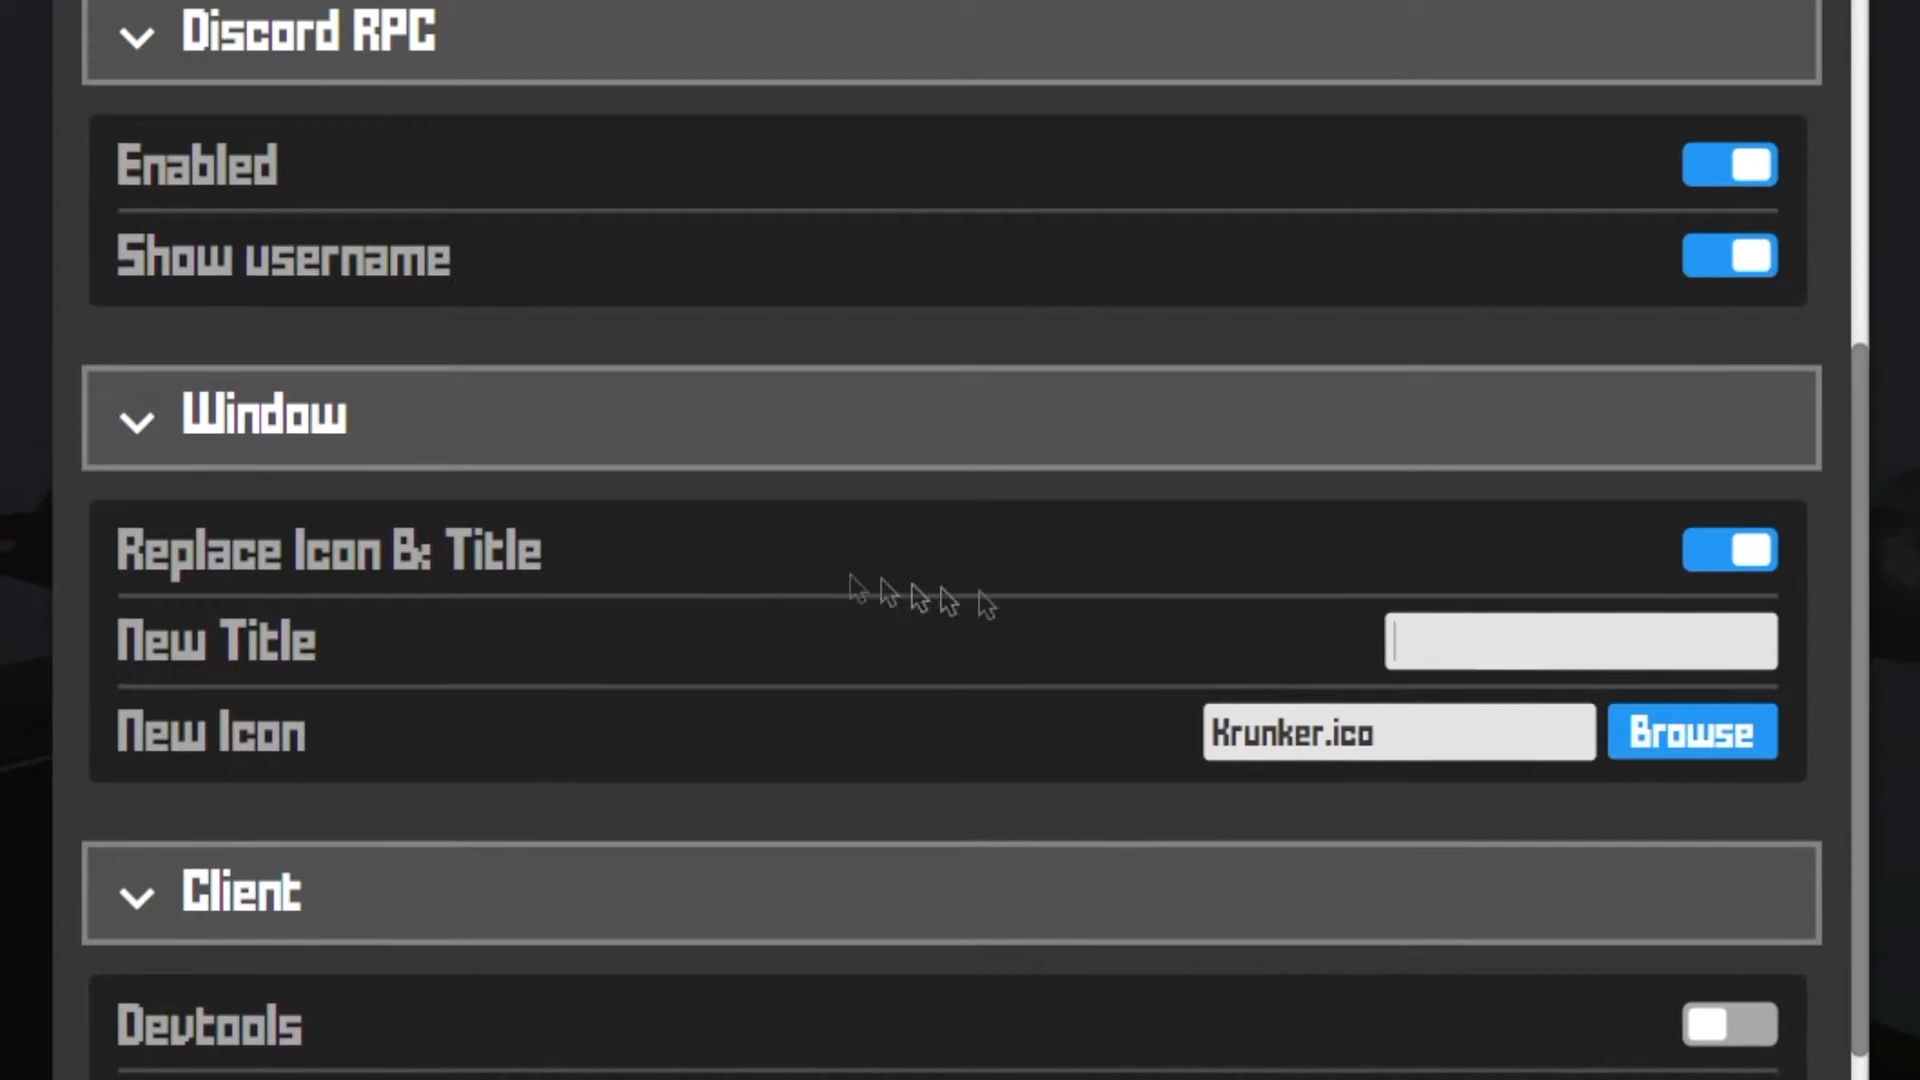 Discord RPC
Enabled
Show username
Window
Replace Icon & Title
New Title
New Icon
Krunker.ico
Browse
Client
Devtools